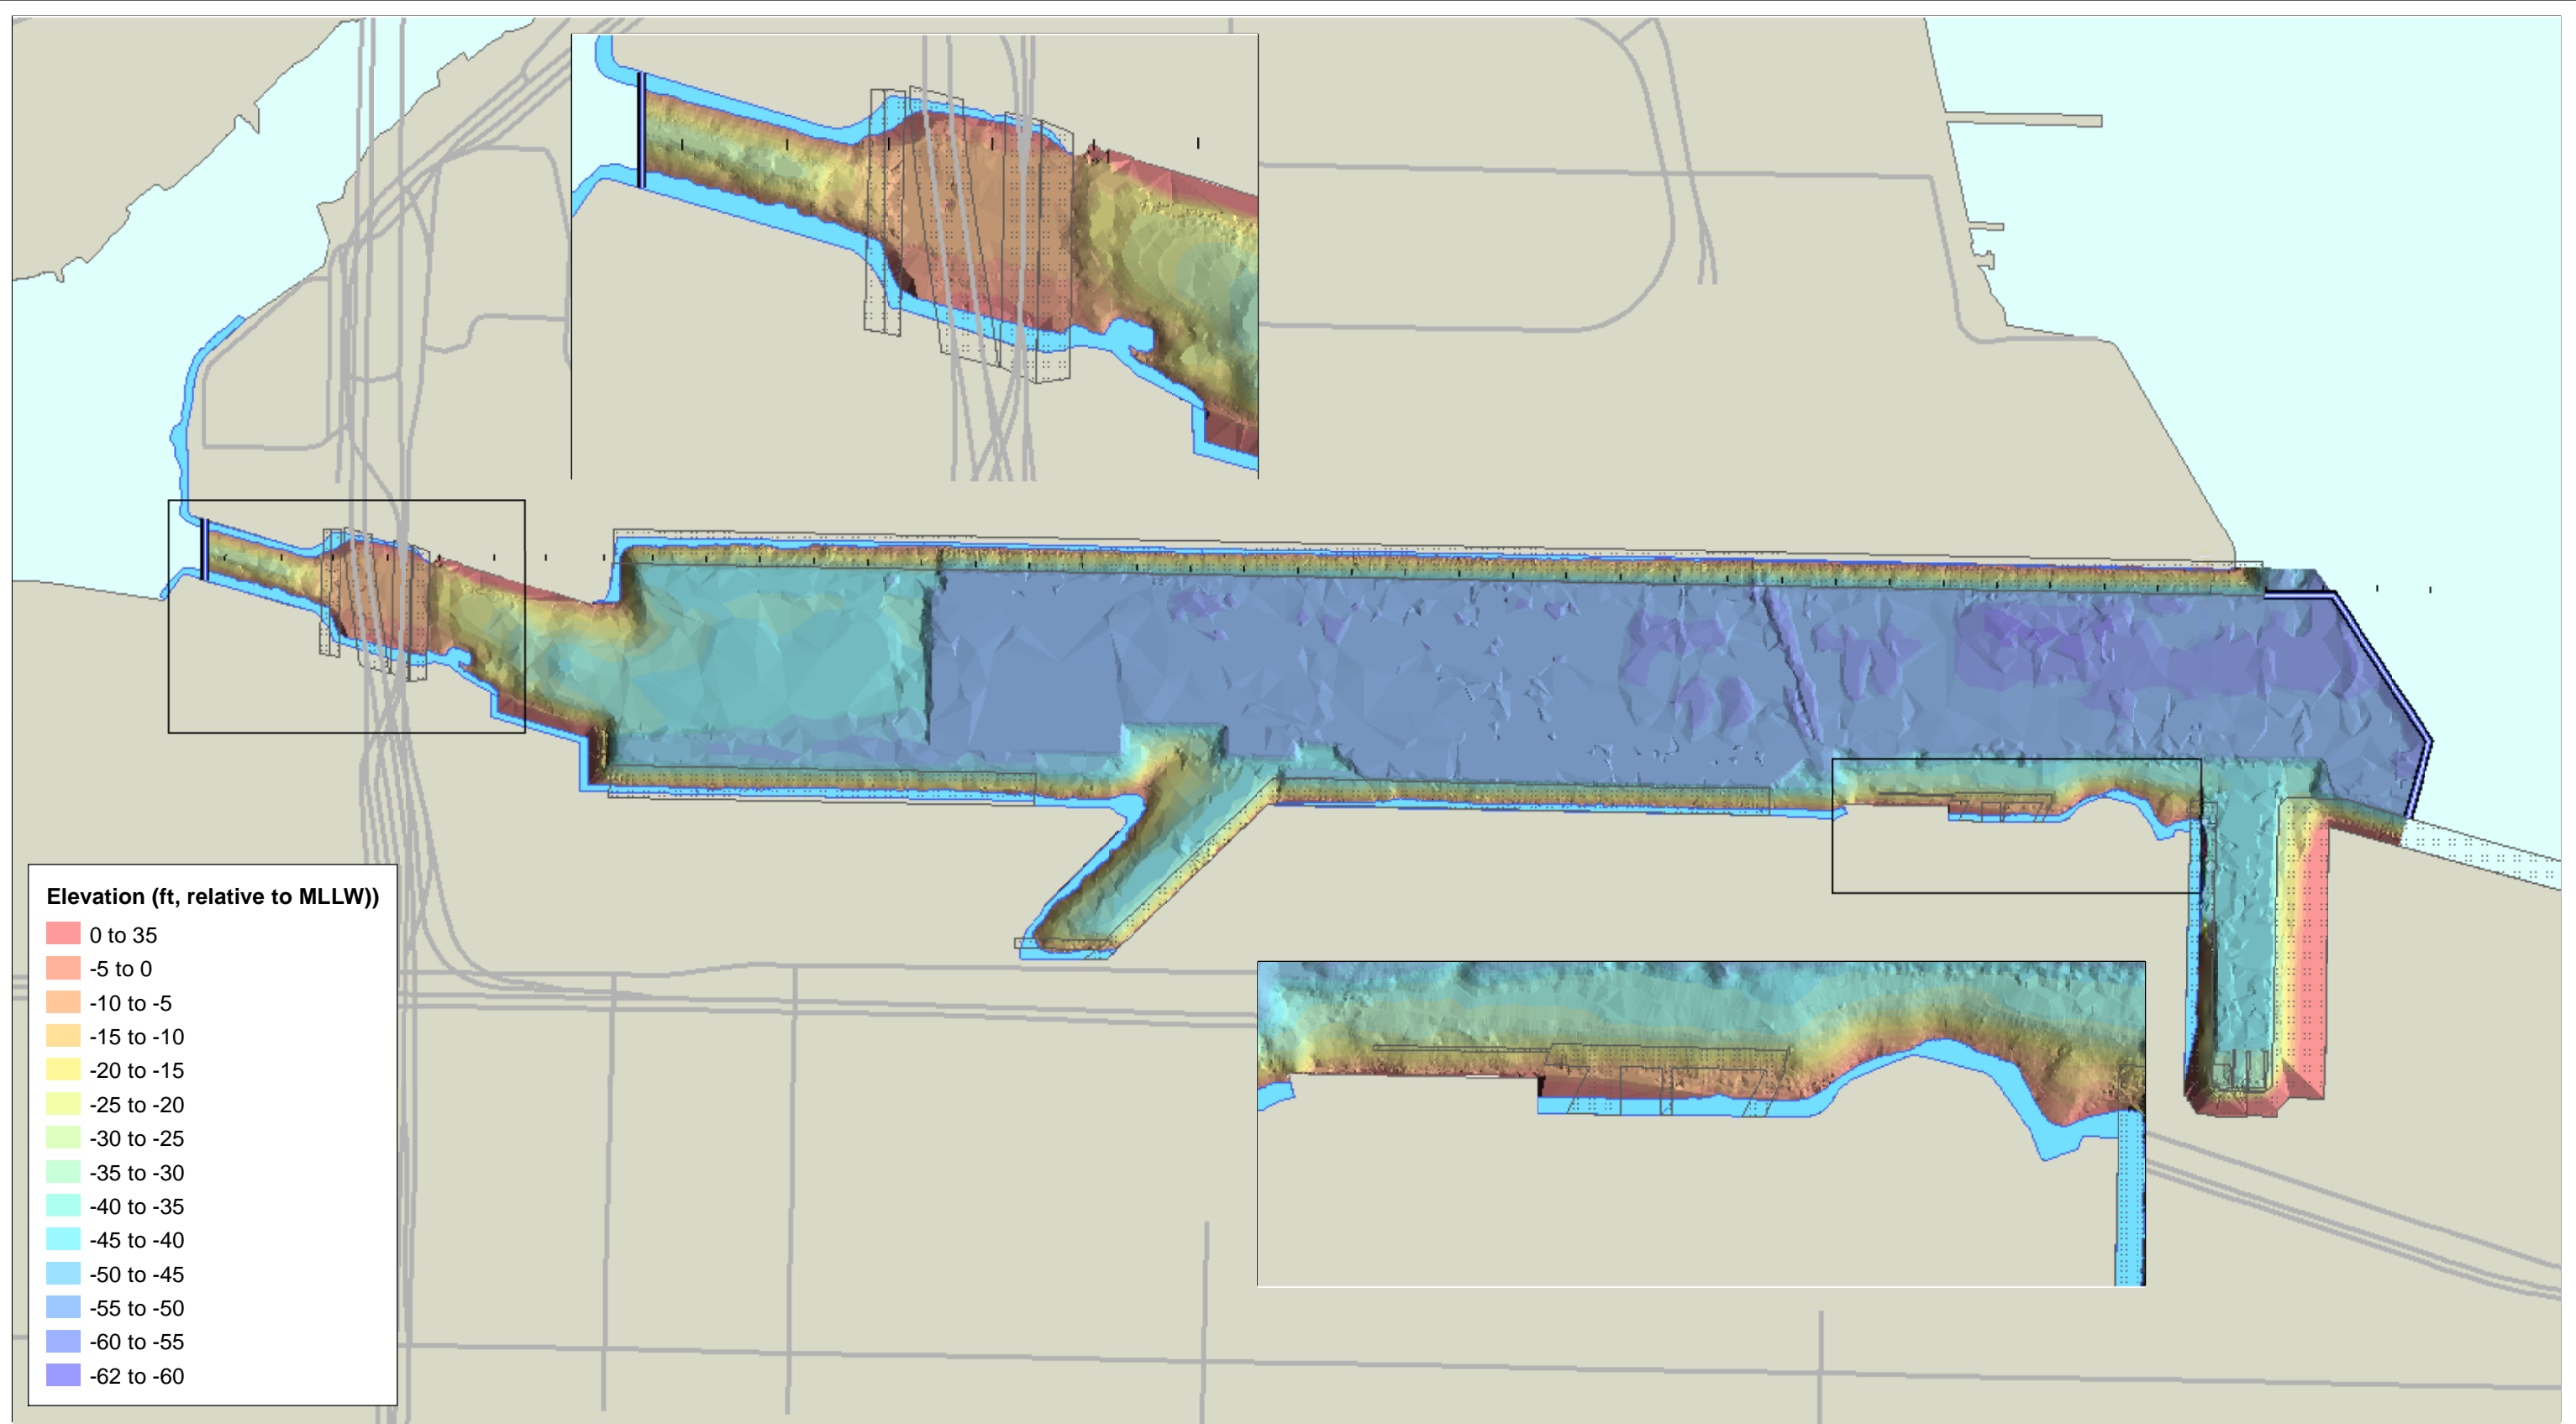 Elevation (ft, relative to MLLW))
0 to 35
-5 to 0
-10 to -5
-15 to -10
-20 to -15
-25 to -20
-30 to -25
-35 to -30
-40 to -35
-45 to -40
-50 to -45
-55 to -50
-60 to -55
-62 to -60